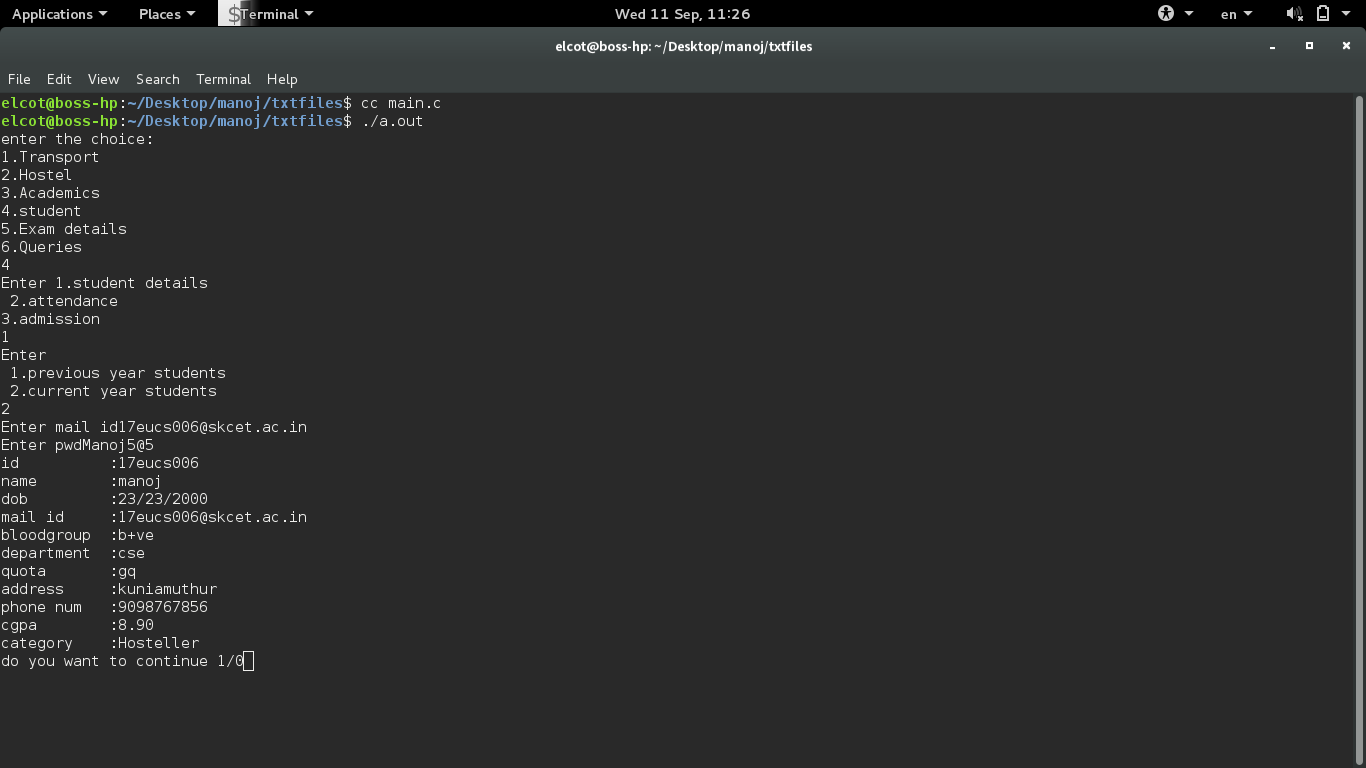 Applications Places $ Terminal Wed 11 Sep, 11:26 en
elcot@boss-hp: ~/Desktop/manoj/txtfiles
File Edit View Search Terminal Help
elcot@boss-hp:~/Desktop/manoj/txtfiles$ cc main.c
elcot@boss-hp:~/Desktop/manoj/txtfiles$ ./a.out
enter the choice:
1.Transport
2.Hostel
3.Academics
4.student
5.Exam details
6.Queries
4
Enter 1.student details
 2.attendance
3.admission
1
Enter
 1.previous year students
 2.current year students
2
Enter mail id17eucs006@skcet.ac.in
Enter pwdManoj5@5
id          :17eucs006
name        :manoj
dob         :23/23/2000
mail id     :17eucs006@skcet.ac.in
bloodgroup  :b+ve
department  :cse
quota       :gq
address     :kuniamuthur
phone num   :9098767856
cgpa        :8.90
category    :Hosteller
do you want to continue 1/0